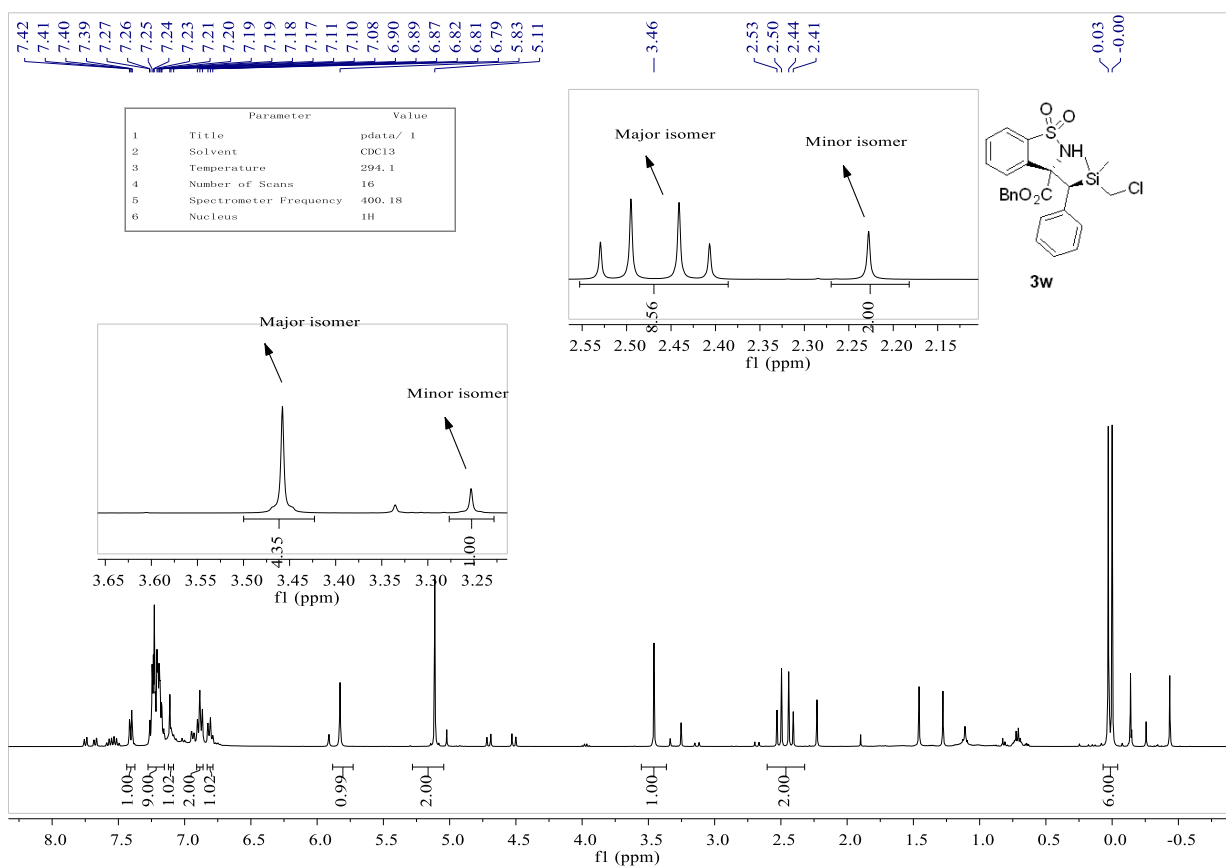 7.42 7.41 7.40 7.39 7.27 7.26 7.25 7.24 7.23 7.21 7.20 7.19 7.19 7.18 7.17 7.11 7.10 7.08 6.90 6.89 6.87 6.82 6.81 6.79 5.83 5.11 3.46 2.53 2.50 2.44 2.41 0.03 -0.00
Parameter Value
1 Title pdata/ 1
2 Solvent CDCl3
3 Temperature 294.1
4 Number of Scans 16
5 Spectrometer Frequency 400.18
6 Nucleus 1H
Major isomer
Minor isomer
8.56 2.00
2.55 2.50 2.45 2.40 2.35 2.30 2.25 2.20 2.15
f1 (ppm)
O O
S
NH
Si
Cl
BnO2C
3w
Major isomer
Minor isomer
4.35 1.00
3.65 3.60 3.55 3.50 3.45 3.40 3.35 3.30 3.25
f1 (ppm)
1.00 9.00 1.02 2.00 1.02 0.99 2.00 1.00 2.00 6.00
8.0 7.5 7.0 6.5 6.0 5.5 5.0 4.5 4.0 3.5 3.0 2.5 2.0 1.5 1.0 0.5 0.0 -0.5
f1 (ppm)